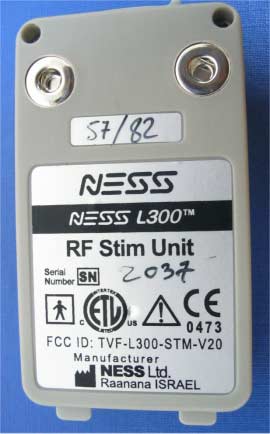 57/82
NESS
NESS L300™
RF Stim Unit
Serial Number SN 2037
C ETL US 0473
FCC ID: TVF-L300-STM-V20
Manufacturer
NESS Ltd.
Raanana ISRAEL